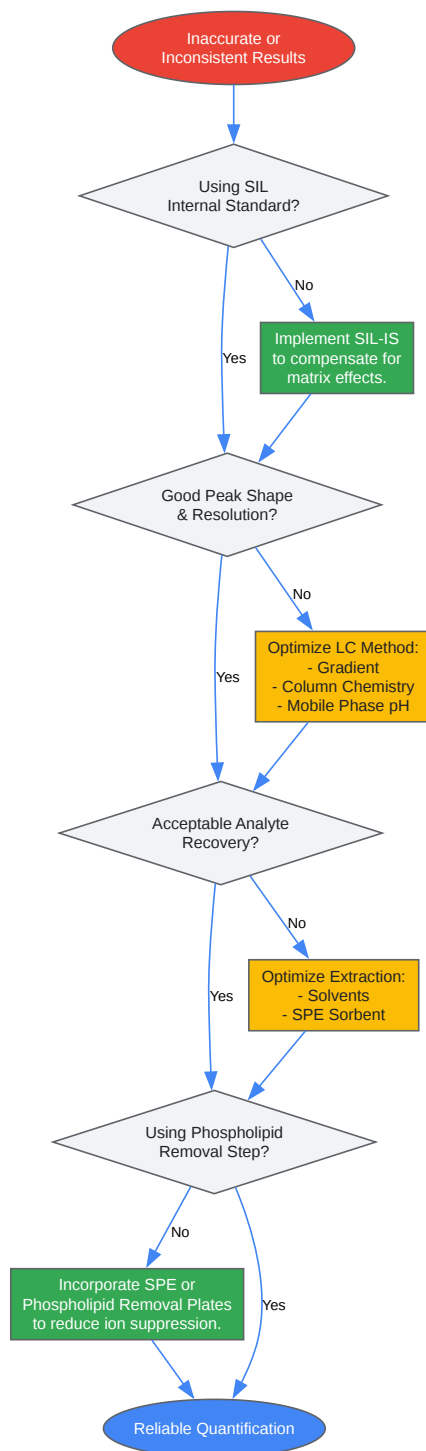 Inaccurate or
Inconsistent Results
Using SIL
Internal Standard?
No
Implement SIL-IS
to compensate for
matrix effects.
Yes
Good Peak Shape
& Resolution?
No
Optimize LC Method:
- Gradient
- Column Chemistry
- Mobile Phase pH
Yes
Acceptable Analyte
Recovery?
No
Optimize Extraction:
- Solvents
- SPE Sorbent
Yes
Using Phospholipid
Removal Step?
No
Incorporate SPE or
Phospholipid Removal Plates
to reduce ion suppression.
Yes
Reliable Quantification